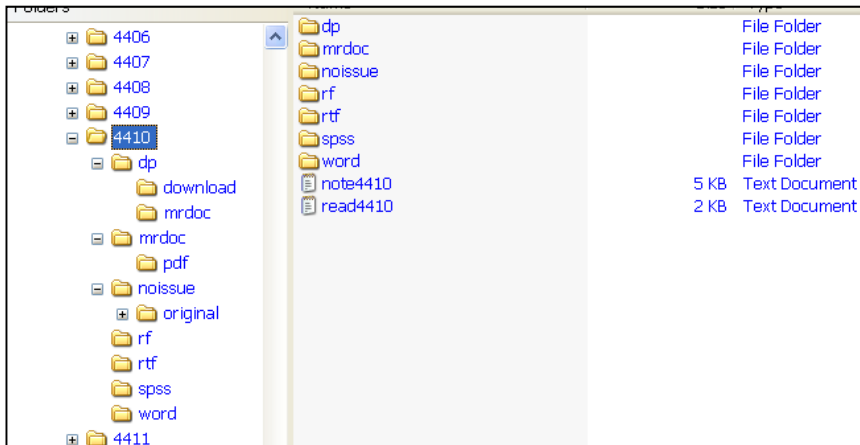 Folders
4406
4407
4408
4409
4410
dp
download
mrdoc
mrdoc
pdf
noissue
original
rf
rtf
spss
word
4411
dp File Folder
mrdoc File Folder
noissue File Folder
rf File Folder
rtf File Folder
spss File Folder
word File Folder
note4410 5 KB Text Document
read4410 2 KB Text Document